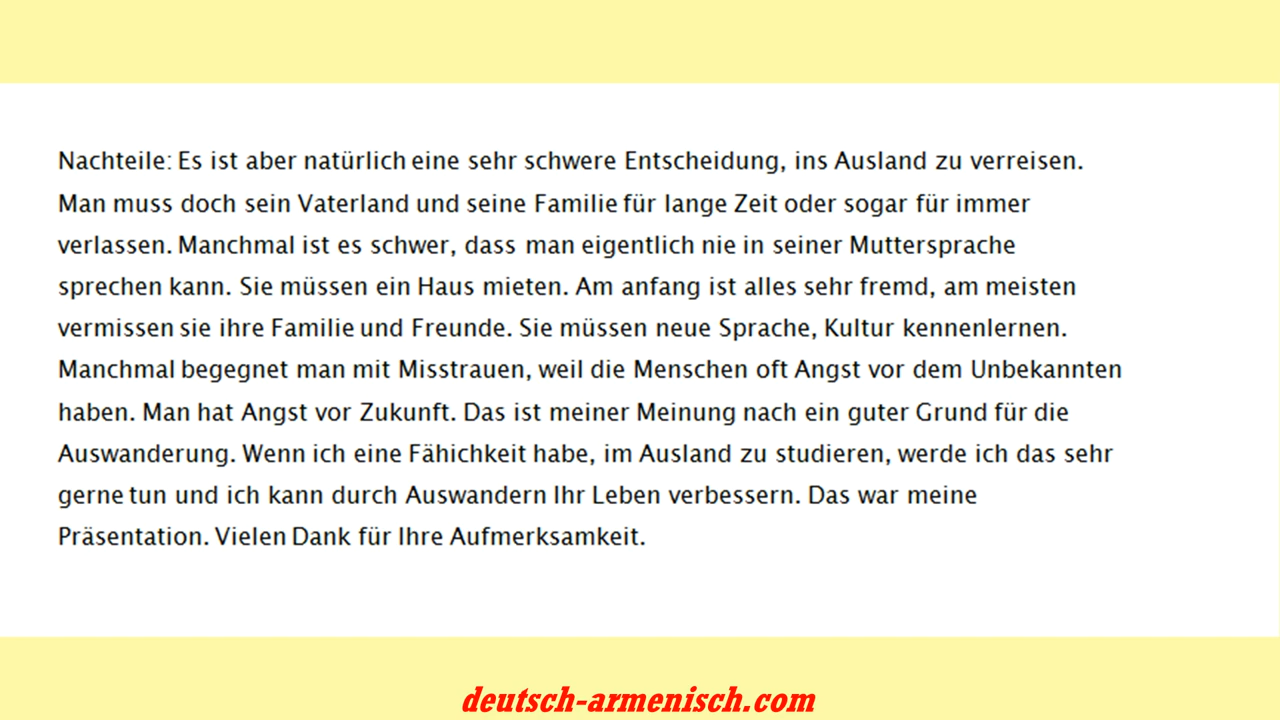 Nachteile: Es ist aber natürlich eine sehr schwere Entscheidung, ins Ausland zu verreisen.
Man muss doch sein Vaterland und seine Familie für lange Zeit oder sogar für immer
verlassen. Manchmal ist es schwer, dass man eigentlich nie in seiner Muttersprache
sprechen kann. Sie müssen ein Haus mieten. Am anfang ist alles sehr fremd, am meisten
vermissen sie ihre Familie und Freunde. Sie müssen neue Sprache, Kultur kennenlernen.
Manchmal begegnet man mit Misstrauen, weil die Menschen oft Angst vor dem Unbekannten
haben. Man hat Angst vor Zukunft. Das ist meiner Meinung nach ein guter Grund für die
Auswanderung. Wenn ich eine Fähichkeit habe, im Ausland zu studieren, werde ich das sehr
gerne tun und ich kann durch Auswandern Ihr Leben verbessern. Das war meine
Präsentation. Vielen Dank für Ihre Aufmerksamkeit.
deutsch-armenisch.com